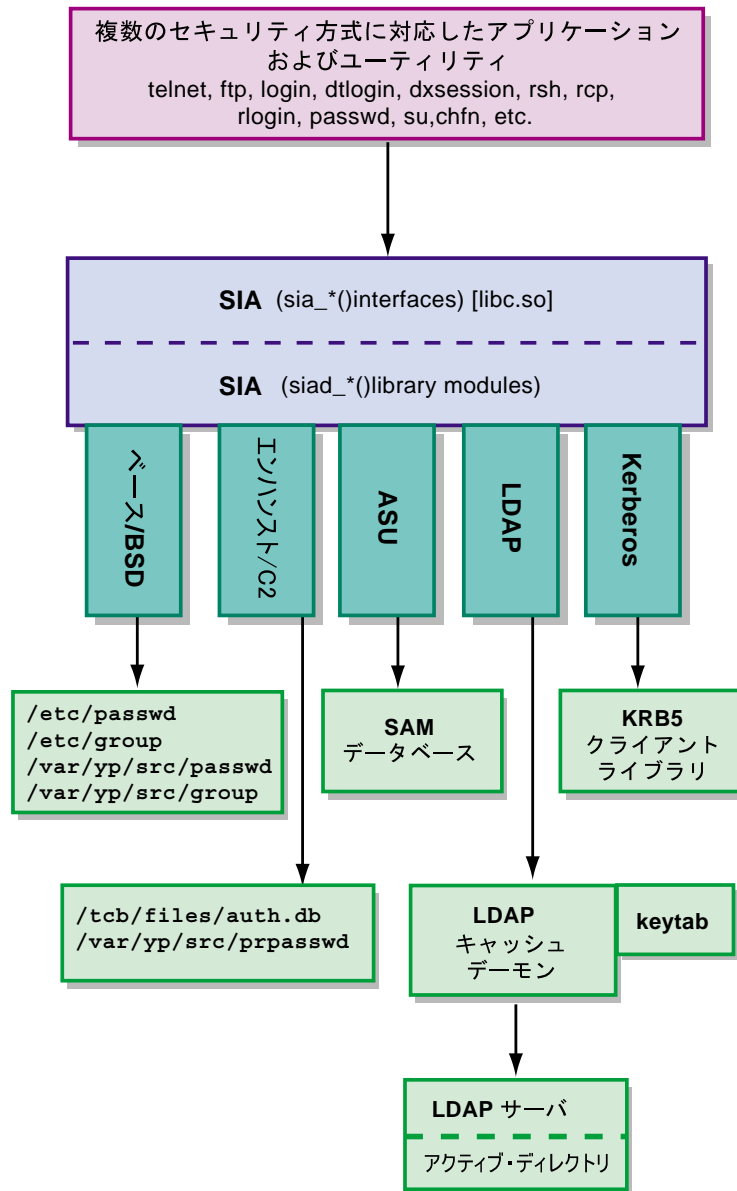 複数のセキュリティ方式に対応したアプリケーション
およびユーティリティ
telnet, ftp, login, dtlogin, dxsession, rsh, rcp,
rlogin, passwd, su,chfn, etc.
SIA (sia_*()interfaces) [libc.so]
SIA (siad_*()library modules)
ベース/BSD
エンハンスト/C2
ASU
LDAP
Kerberos
/etc/passwd
/etc/group
/var/yp/src/passwd
/var/yp/src/group
SAM
データベース
KRB5
クライアント
ライブラリ
/tcb/files/auth.db
/var/yp/src/prpasswd
LDAP
キャッシュ
デーモン
keytab
LDAP サーバ
アクティブ・ディレクトリ